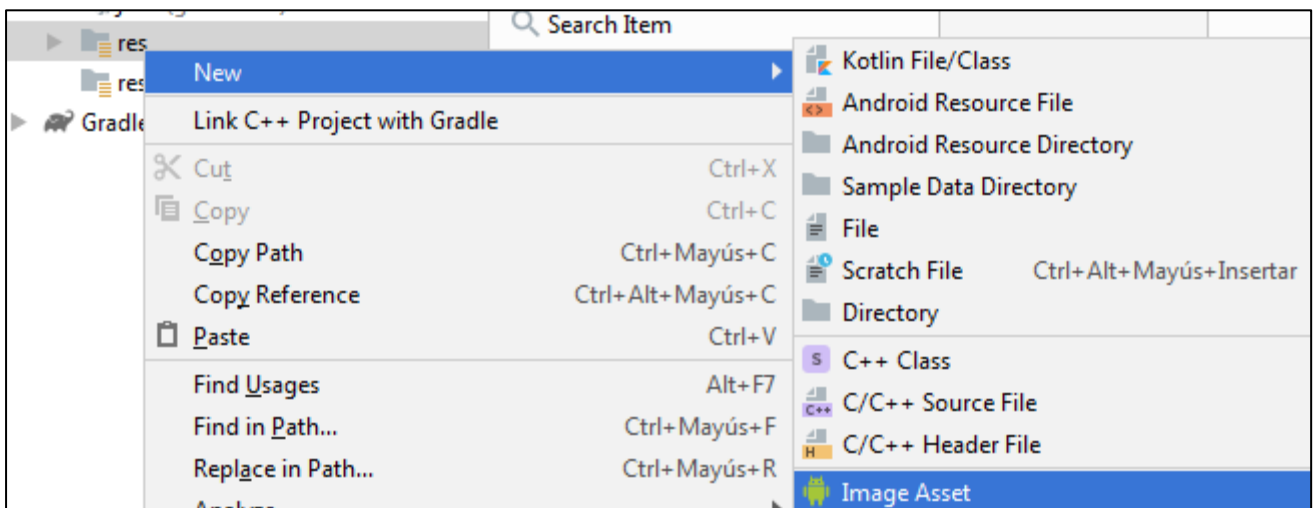 Search Item
res
New
res
Link C++ Project with Gradle
Gradle
Cut Ctrl+X
Copy Ctrl+C
Copy Path Ctrl+Mayús+C
Copy Reference Ctrl+Alt+Mayús+C
Paste Ctrl+V
Find Usages Alt+F7
Find in Path... Ctrl+Mayús+F
Replace in Path... Ctrl+Mayús+R
Kotlin File/Class
Android Resource File
Android Resource Directory
Sample Data Directory
File
Scratch File Ctrl+Alt+Mayús+Insertar
Directory
C++ Class
C/C++ Source File
C/C++ Header File
Image Asset